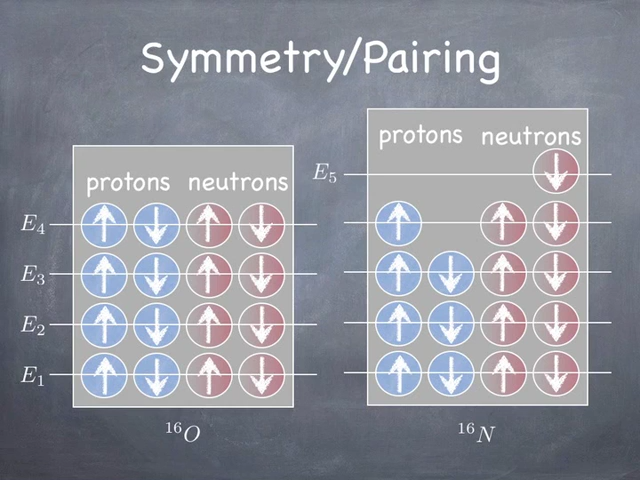 Symmetry/Pairing
protons neutrons
protons neutrons
E₅
E₄
E₃
E₂
E₁
¹⁶O
¹⁶N